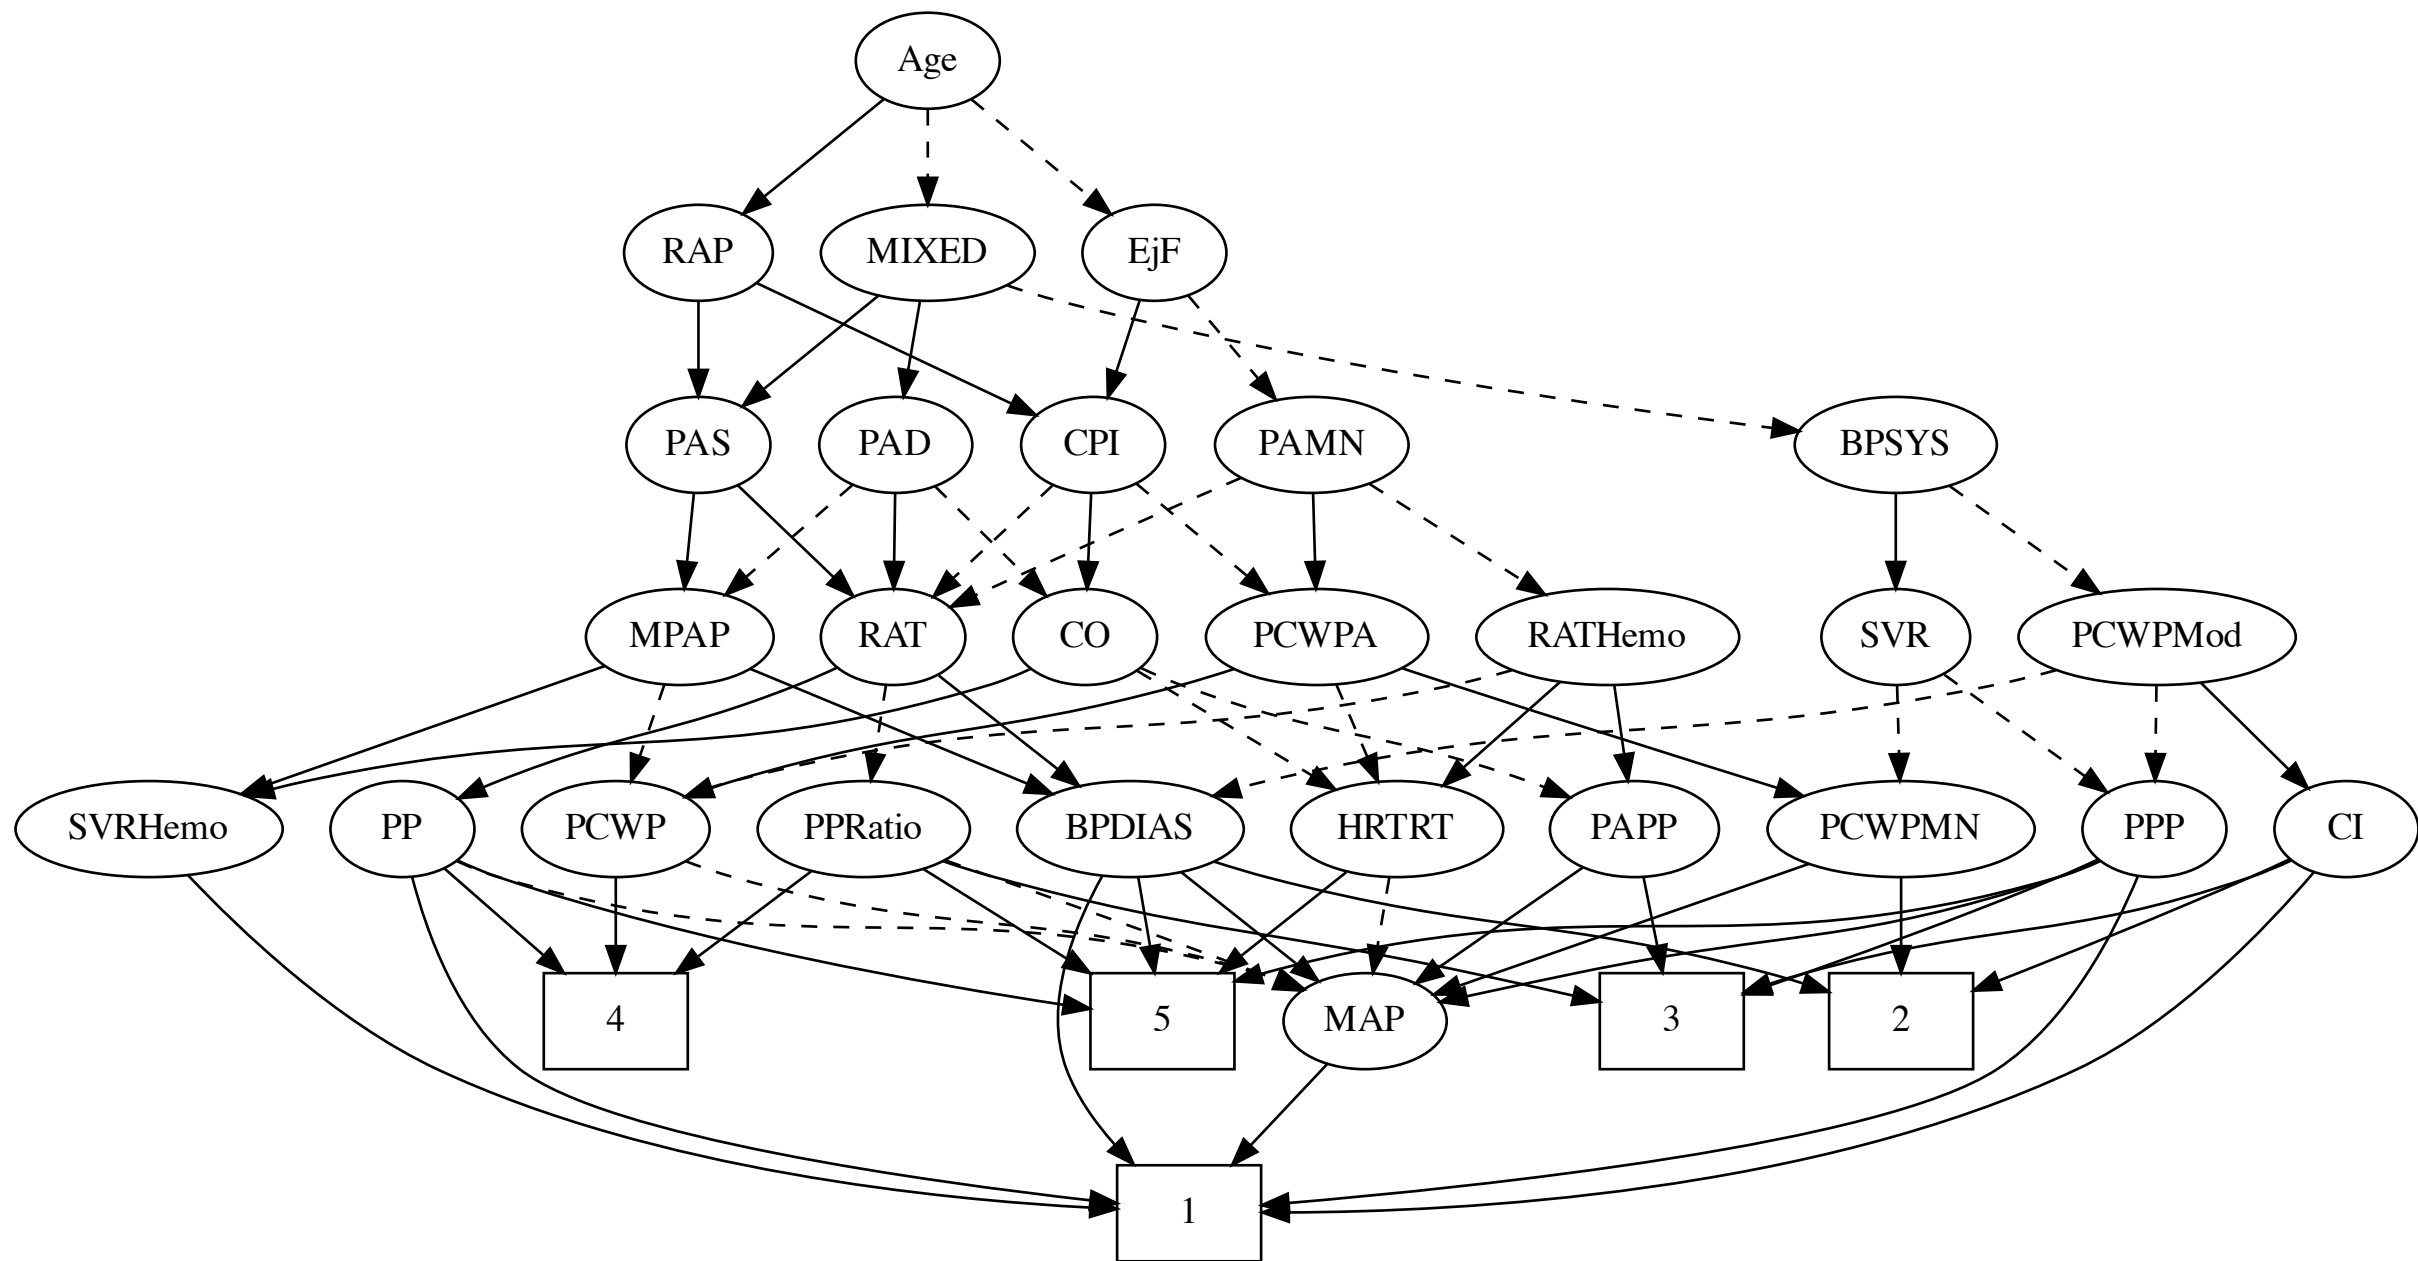 Age
RAP
MIXED
EjF
PAS
PAD
CPI
PAMN
BPSYS
MPAP
RAT
CO
PCWPA
RATHemo
SVR
PCWPMod
SVRHemo
PP
PCWP
PPRatio
BPDIAS
HRTRT
PAPP
PCWPMN
PPP
CI
4
5
MAP
3
2
1